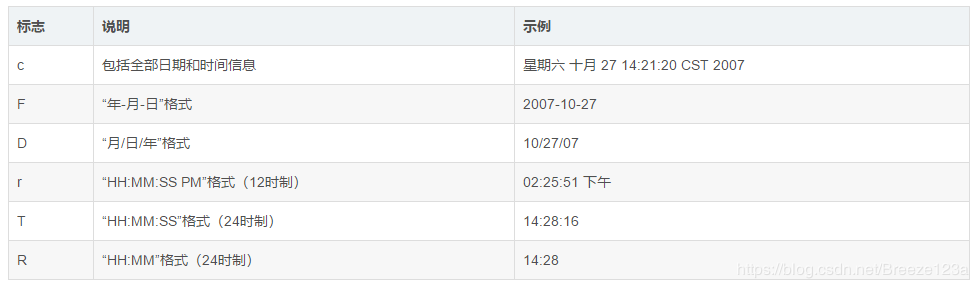 标志 说明 示例
c 包括全部日期和时间信息 星期六 十月 27 14:21:20 CST 2007
F “年-月-日”格式 2007-10-27
D “月/日/年”格式 10/27/07
r “HH:MM:SS PM”格式（12时制） 02:25:51 下午
T “HH:MM:SS”格式（24时制） 14:28:16
R “HH:MM”格式（24时制） 14:28
https://blog.csdn.net/Breeze123a